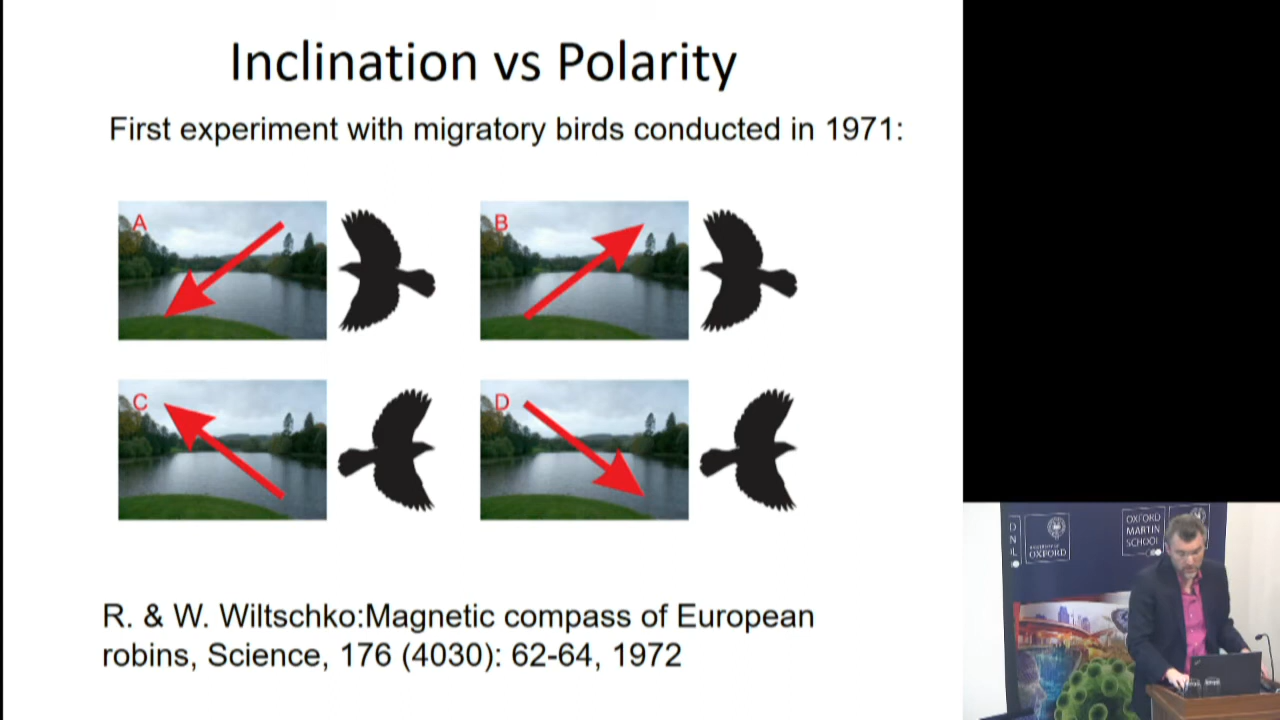 Inclination vs Polarity
First experiment with migratory birds conducted in 1971:
A
B
C
D
R. & W. Wiltschko:Magnetic compass of European
robins, Science, 176 (4030): 62-64, 1972
D
N
OXFORD
OXFORD
MARTIN
SCHOOL